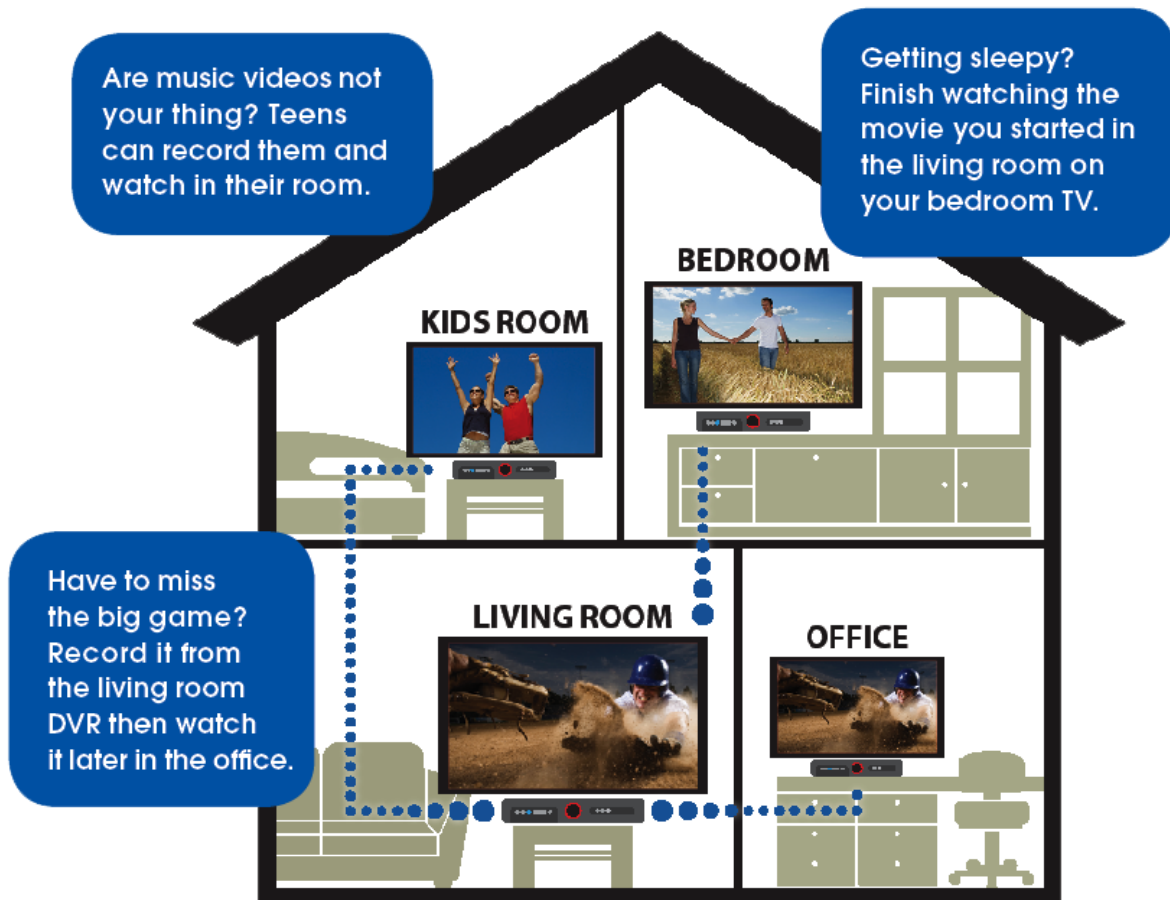 Are music videos not
your thing? Teens
can record them and
watch in their room.
Getting sleepy?
Finish watching the
movie you started in
the living room on
your bedroom TV.
BEDROOM
KIDS ROOM
Have to miss
the big game?
Record it from
the living room
DVR then watch
it later in the office.
LIVING ROOM
OFFICE